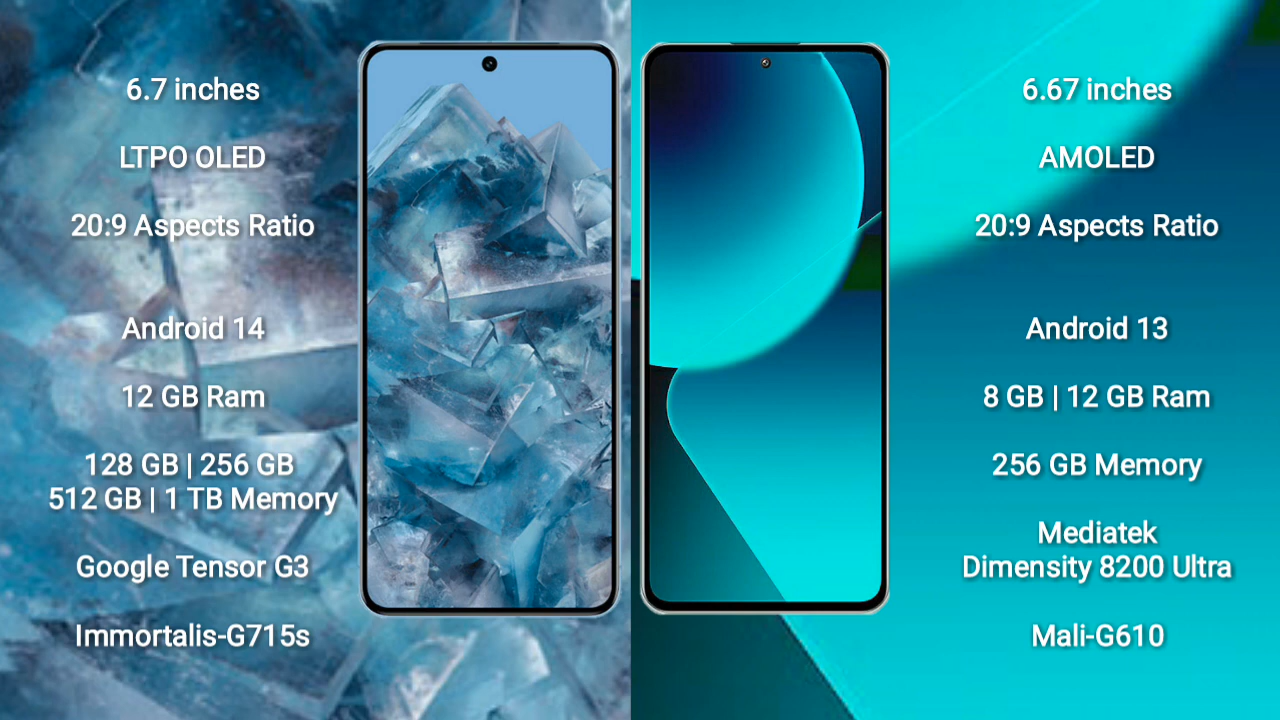 6.7 inches
LTPO OLED
20:9 Aspects Ratio
Android 14
12 GB Ram
128 GB | 256 GB
512 GB | 1 TB Memory
Google Tensor G3
Immortalis-G715s
6.67 inches
AMOLED
20:9 Aspects Ratio
Android 13
8 GB | 12 GB Ram
256 GB Memory
Mediatek
Dimensity 8200 Ultra
Mali-G610